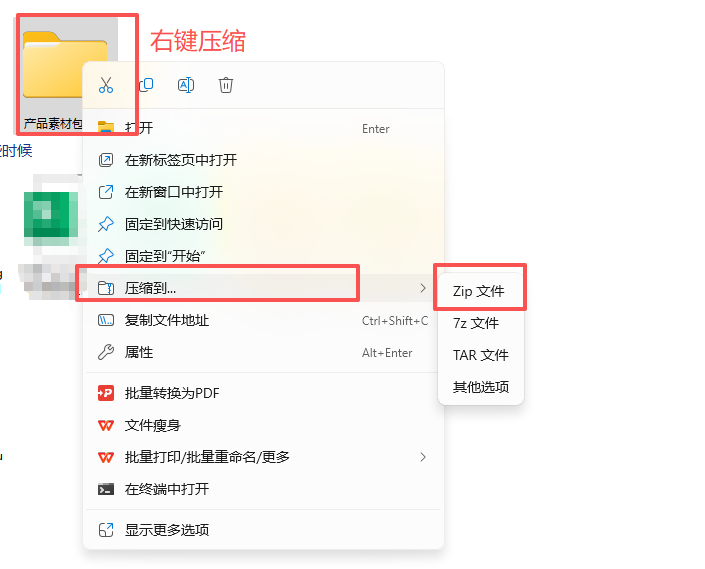 右键压缩
产品素材包
些时候
打开 Enter
在新标签页中打开
在新窗口中打开
固定到快速访问
固定到"开始"
压缩到...
Zip 文件
复制文件地址 Ctrl+Shift+C
7z 文件
属性 Alt+Enter
TAR 文件
其他选项
批量转换为PDF
文件瘦身
批量打印/批量重命名/更多
在终端中打开
显示更多选项